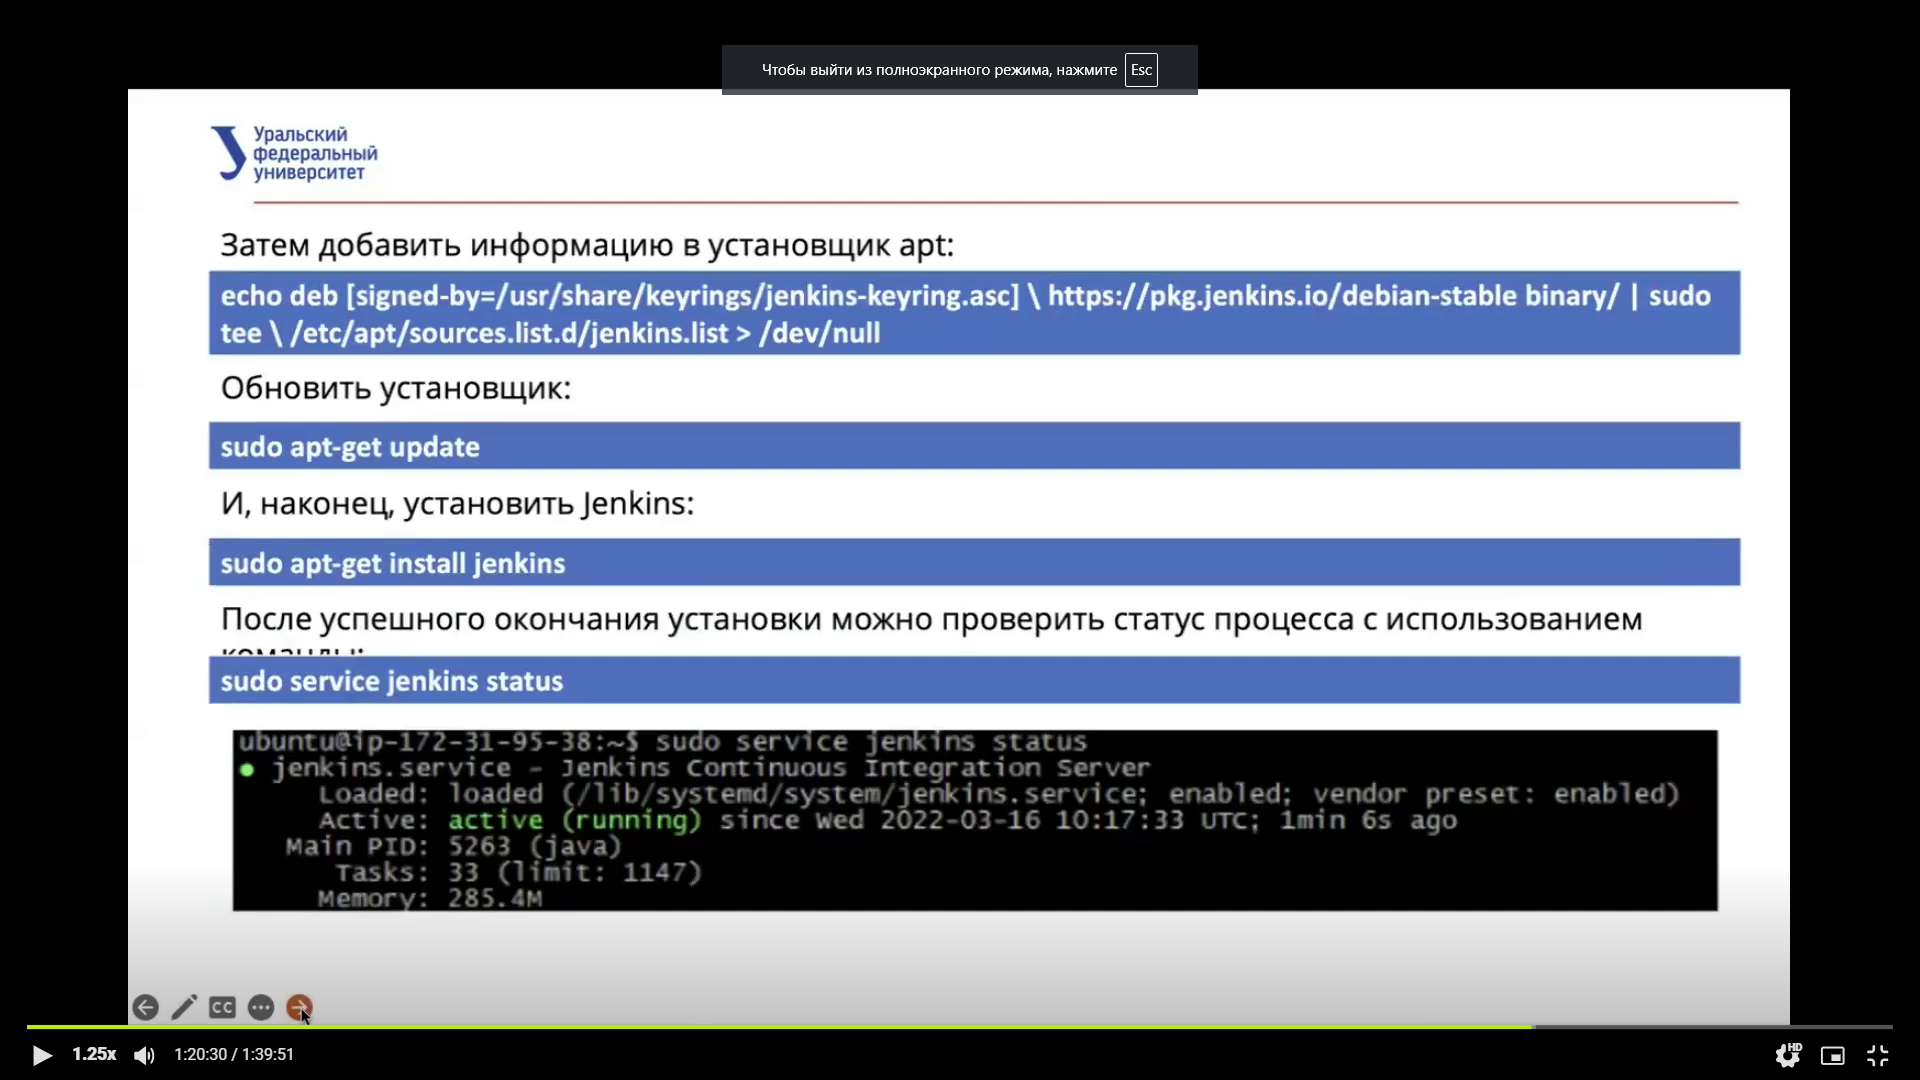 Чтобы выйти из полноэкранного режима, нажмите Esc
Уральский
федеральный
университет
Затем добавить информацию в установщик apt:
echo deb [signed-by=/usr/share/keyrings/jenkins-keyring.asc] \ https://pkg.jenkins.io/debian-stable binary/ | sudo
tee \ /etc/apt/sources.list.d/jenkins.list > /dev/null
Обновить установщик:
sudo apt-get update
И, наконец, установить Jenkins:
sudo apt-get install jenkins
После успешного окончания установки можно проверить статус процесса с использованием
команды:
sudo service jenkins status
ubuntu@ip-172-31-95-38:~$ sudo service jenkins status
● jenkins.service - Jenkins Continuous Integration Server
Loaded: loaded (/lib/systemd/system/jenkins.service; enabled; vendor preset: enabled)
Active: active (running) since Wed 2022-03-16 10:17:33 UTC; 1min 6s ago
Main PID: 5263 (java)
Tasks: 33 (limit: 1147)
Memory: 285.4M
CC
1.25x 1:20:30 / 1:39:51 HD